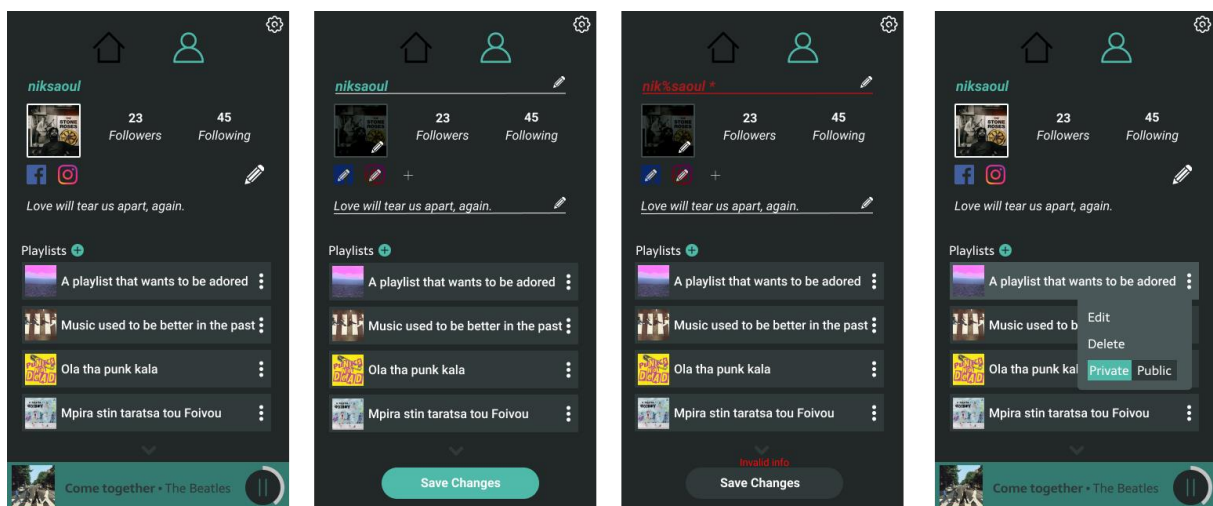 niksaoul
23 45
Followers Following
Love will tear us apart, again.
Playlists
A playlist that wants to be adored
Music used to be better in the past
Ola tha punk kala
Mpira stin taratsa tou Foivou
Come together • The Beatles
niksaoul
23 45
Followers Following
Love will tear us apart, again.
Playlists
A playlist that wants to be adored
Music used to be better in the past
Ola tha punk kala
Mpira stin taratsa tou Foivou
Save Changes
nik%saoul *
23 45
Followers Following
Love will tear us apart, again.
Playlists
A playlist that wants to be adored
Music used to be better in the past
Ola tha punk kala
Mpira stin taratsa tou Foivou
Invalid info
Save Changes
niksaoul
23 45
Followers Following
Love will tear us apart, again.
Playlists
A playlist that wants to be adored
Music used to b
Edit
Delete
Ola tha punk kal
Private Public
Mpira stin taratsa tou Foivou
Come together • The Beatles